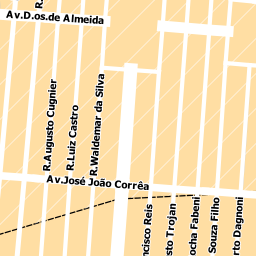 R.
Av.D.os.de Almeida
R.Augusto Cugnier
R.Luiz Castro
R.Waldemar da Silva
Av.José João Corrêa
ncisco Reis
sto Trojan
ocha Fabeni
Souza Filho
rto Dagnoni